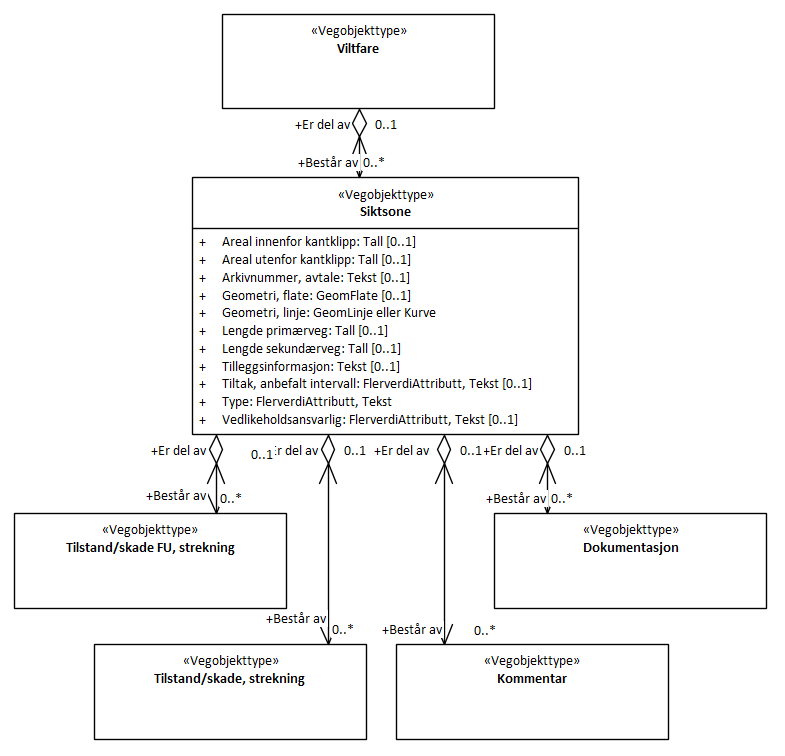 «Vegobjekttype»
Viltfare
+Er del av 0..1
+Består av 0..*
«Vegobjekttype»
Siktsone
+ Areal innenfor kantklipp: Tall [0..1]
+ Areal utenfor kantklipp: Tall [0..1]
+ Arkivnummer, avtale: Tekst [0..1]
+ Geometri, flate: GeomFlate [0..1]
+ Geometri, linje: GeomLinje eller Kurve
+ Lengde primærveg: Tall [0..1]
+ Lengde sekundærveg: Tall [0..1]
+ Tilleggsinformasjon: Tekst [0..1]
+ Tiltak, anbefalt intervall: FlerverdiAttributt, Tekst [0..1]
+ Type: FlerverdiAttributt, Tekst
+ Vedlikeholdsansvarlig: FlerverdiAttributt, Tekst [0..1]
+Er del av 0..1 :r del av 0..1 +Er del av 0..1 +Er del av 0..1
+Består av 0..* +Består av 0..*
«Vegobjekttype» «Vegobjekttype»
Tilstand/skade FU, strekning Dokumentasjon
+Består av 0..* +Består av 0..*
«Vegobjekttype» «Vegobjekttype»
Tilstand/skade, strekning Kommentar